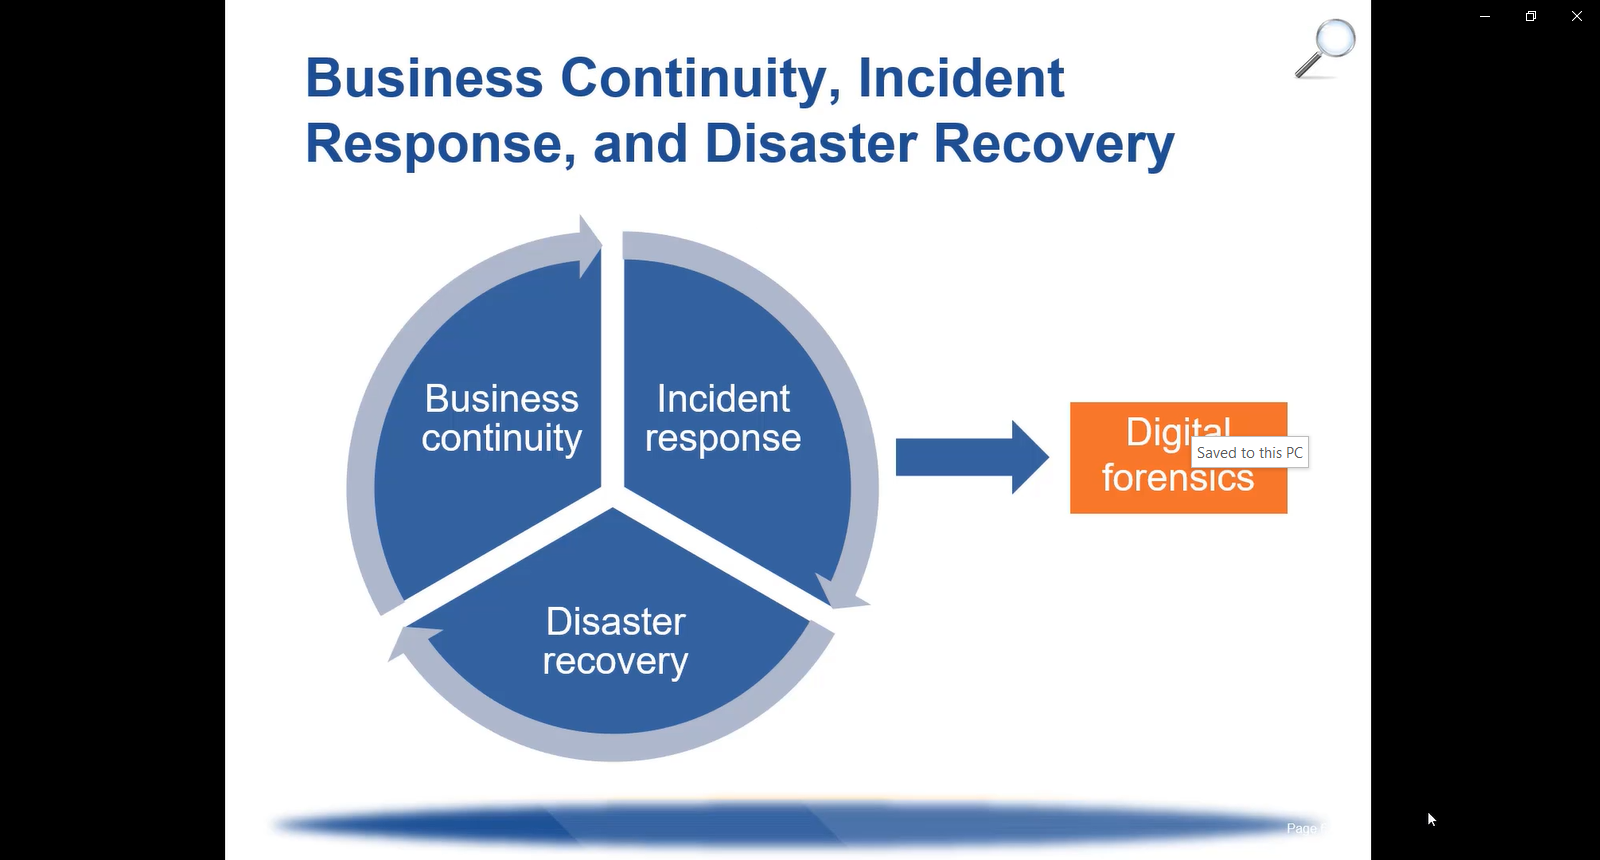 Business Continuity, Incident
Response, and Disaster Recovery
Business
continuity
Incident
response
Digital
Saved to this PC
forensics
Disaster
recovery
Page